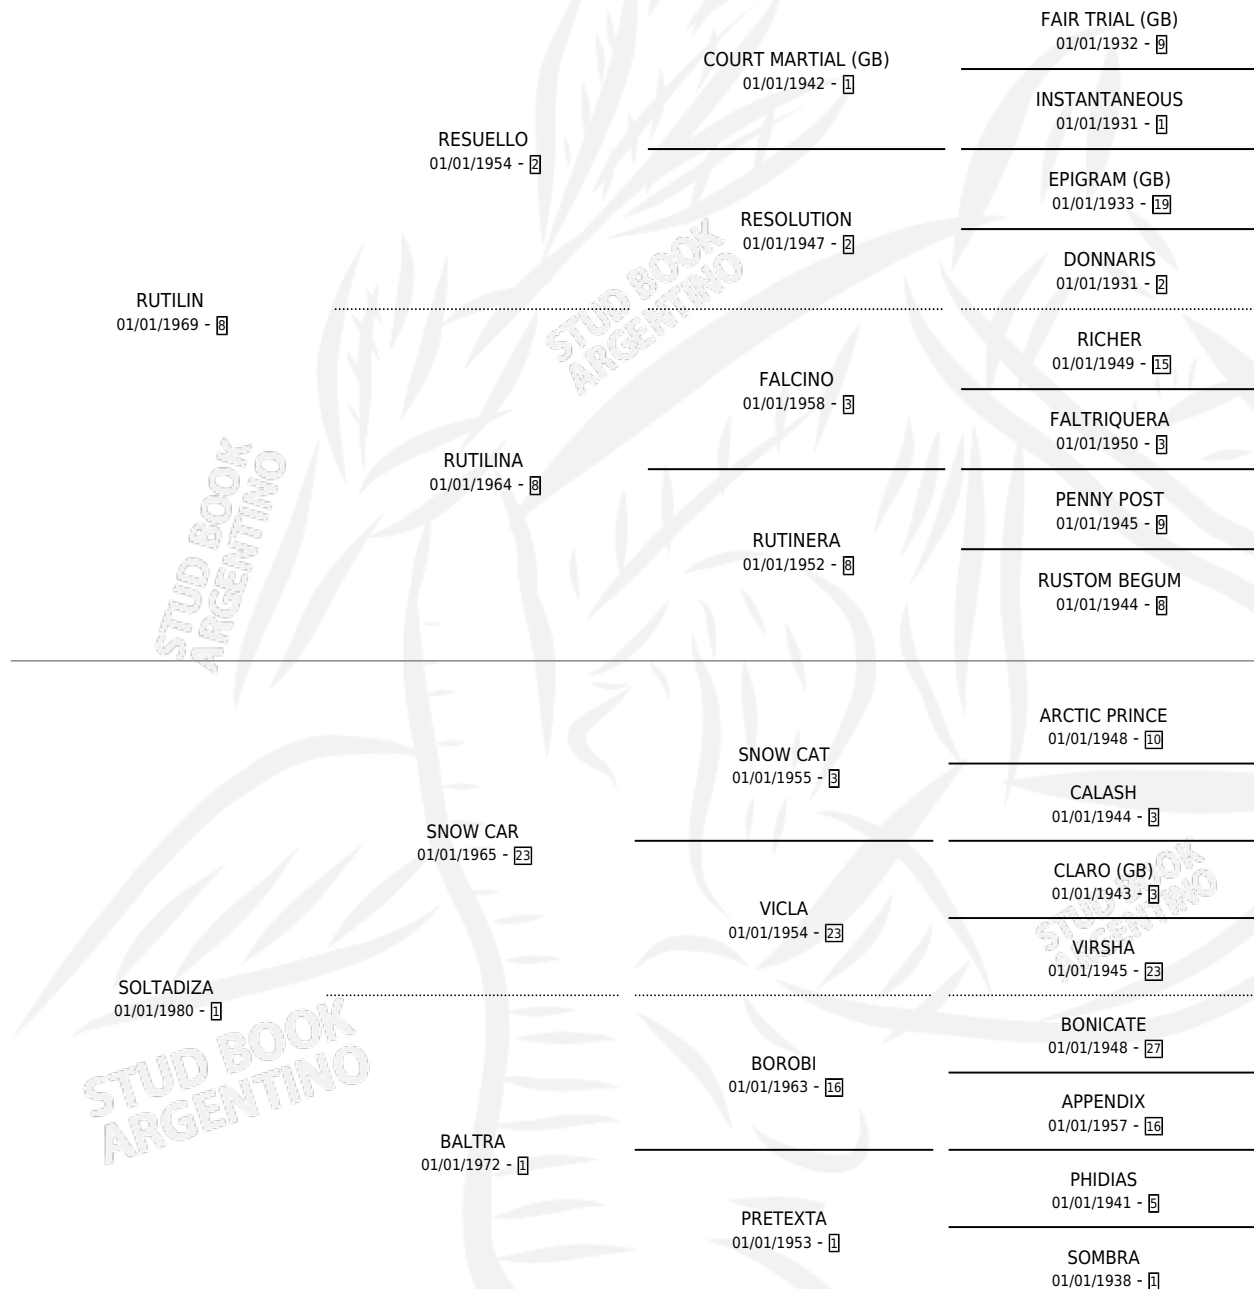 FAIR TRIAL (GB)
01/01/1932 - 9
COURT MARTIAL (GB)
01/01/1942 - 1
INSTANTANEOUS
01/01/1931 - 1
RESUELLO
01/01/1954 - 2
EPIGRAM (GB)
01/01/1933 - 19
RESOLUTION
01/01/1947 - 2
DONNARIS
01/01/1931 - 2
RUTILIN
01/01/1969 - 8
RICHER
01/01/1949 - 15
FALCINO
01/01/1958 - 3
FALTRIQUERA
01/01/1950 - 3
RUTILINA
01/01/1964 - 8
PENNY POST
01/01/1945 - 9
RUTINERA
01/01/1952 - 8
RUSTOM BEGUM
01/01/1944 - 8
ARCTIC PRINCE
01/01/1948 - 10
SNOW CAT
01/01/1955 - 3
CALASH
01/01/1944 - 3
SNOW CAR
01/01/1965 - 23
CLARO (GB)
01/01/1943 - 3
VICLA
01/01/1954 - 23
VIRSHA
01/01/1945 - 23
SOLTADIZA
01/01/1980 - 1
BONICATE
01/01/1948 - 27
BOROBI
01/01/1963 - 16
APPENDIX
01/01/1957 - 16
BALTRA
01/01/1972 - 1
PHIDIAS
01/01/1941 - 5
PRETEXTA
01/01/1953 - 1
SOMBRA
01/01/1938 - 1
STUD BOOK
ARGENTINO
STUD BOOK
ARGENTINO
STUD BOOK
ARGENTINO
STUD BOOK
ARGENTINO